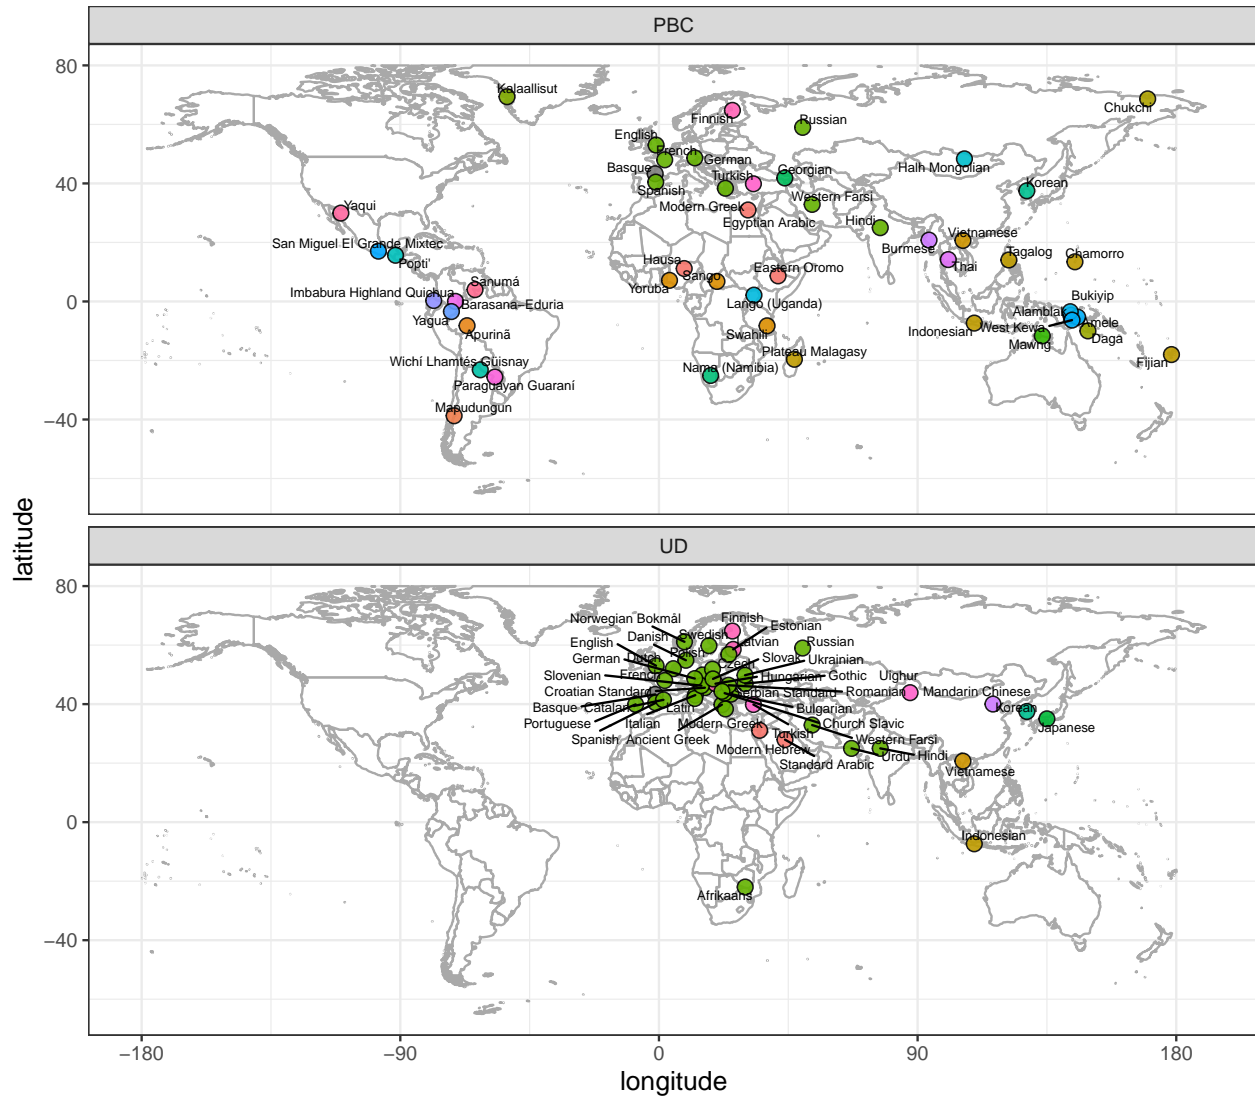 PBC
80
40
0
−40
Kalaallisut
Chukchi
Finnish
Russian
English
French
German
Halh Mongolian
Basque
Turkish
Georgian
Korean
Spanish
Western Farsi
Modern Greek
Yaqui
Egyptian Arabic
Hindi
Vietnamese
San Miguel El Grande Mixtec
Burmese
Tagalog
Chamorro
Popti'
Hausa
Sango
Eastern Oromo
Thai
Sanumá
Yoruba
Imbabura Highland Quichua
Barasana−Eduria
Lango (Uganda)
Bukiyip
Alamblak
Yagua
Amele
Apurinã
Swahili
Indonesian
West Kewa
Daga
Mawng
Wichí Lhamtés Güisnay
Plateau Malagasy
Fijian
Nama (Namibia)
Paraguayan Guaraní
Mapudungun
latitude
UD
80
40
0
−40
Norwegian Bokmål
Finnish
Estonian
Danish
Swedish
English
Latvian
Russian
German
Dutch
Polish
Czech
Slovak
Ukrainian
Slovenian
French
Hungarian
Gothic
Uighur
Croatian Standard
Serbian Standard
Romanian
Mandarin Chinese
Basque
Catalan
Latin
Bulgarian
Korean
Portuguese
Italian
Modern Greek
Church Slavic
Japanese
Spanish
Ancient Greek
Turkish
Western Farsi
Modern Hebrew
Urdu
Hindi
Standard Arabic
Vietnamese
Indonesian
Afrikaans
−180
−90
0
90
180
longitude